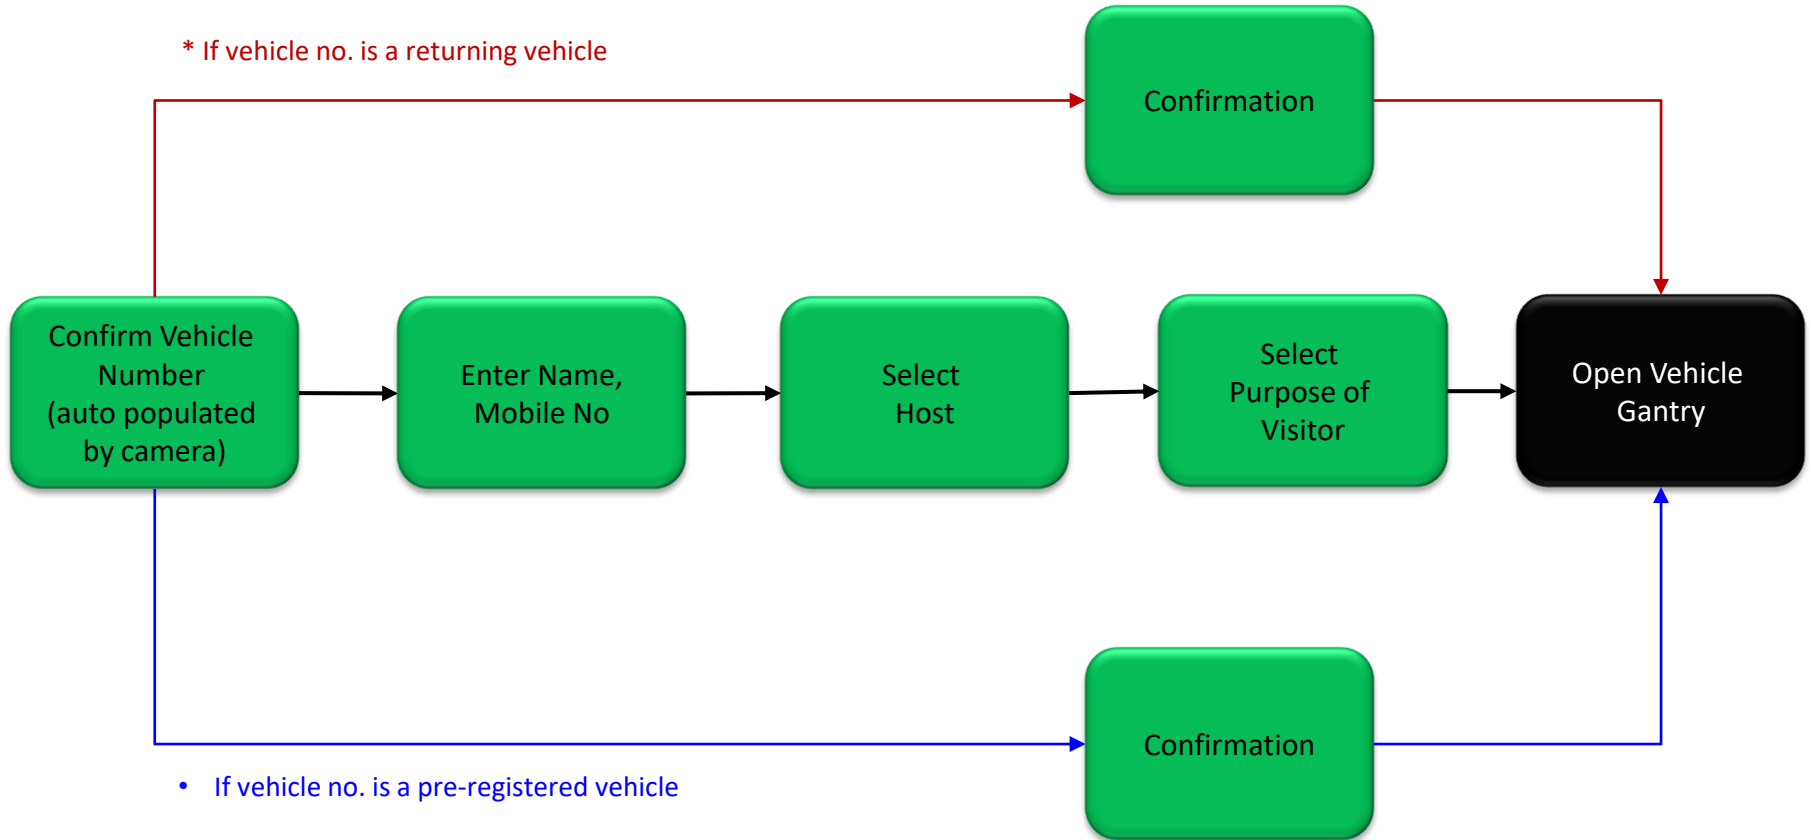 * If vehicle no. is a returning vehicle
Confirmation
Confirm Vehicle
Number
(auto populated
by camera)
Enter Name,
Mobile No
Select
Host
Select
Purpose of
Visitor
Open Vehicle
Gantry
Confirmation
• If vehicle no. is a pre-registered vehicle